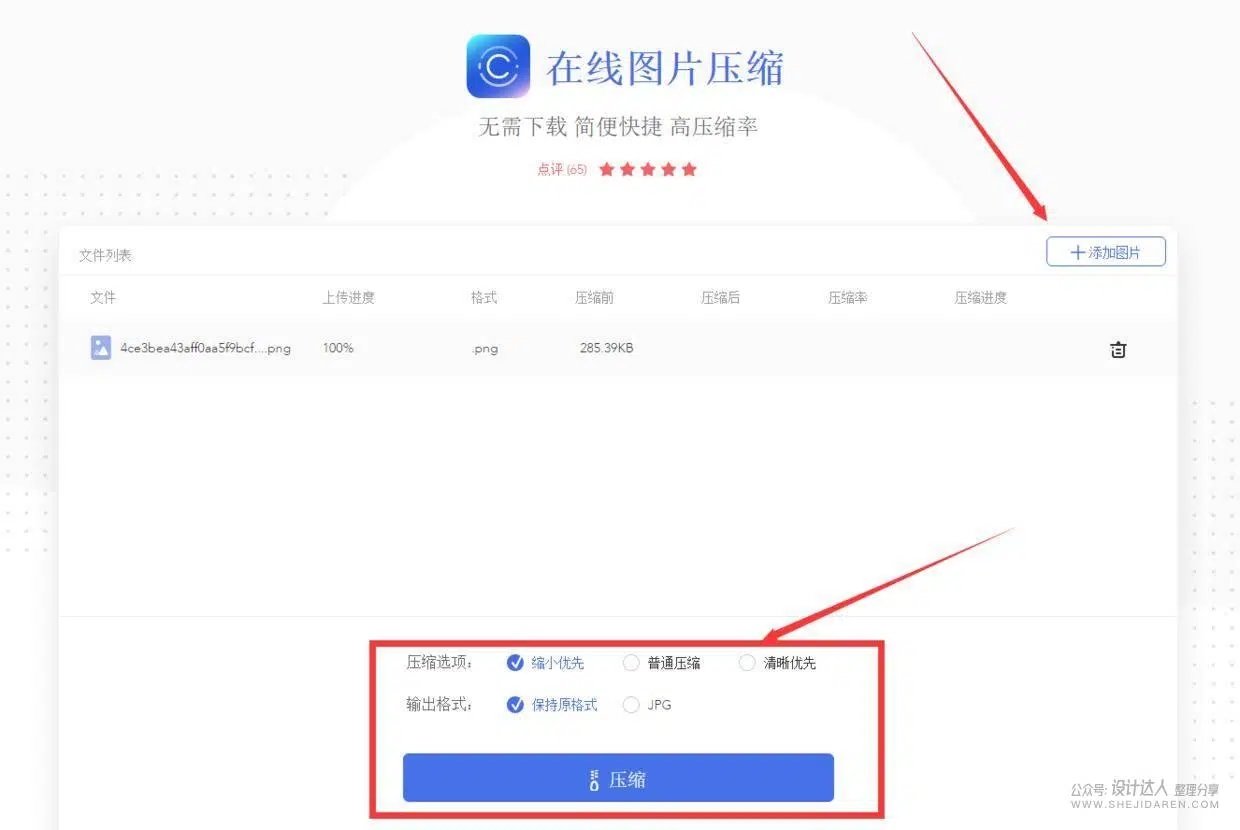 在线图片压缩
无需下载 简便快捷 高压缩率
点评 (65)
文件列表
添加图片
文件 上传进度 格式 压缩前 压缩后 压缩率 压缩进度
4ce3bea43aff0aa5f9bcf....png 100% .png 285.39KB
压缩选项： 缩小优先 普通压缩 清晰优先
输出格式： 保持原格式 JPG
压缩
公众号: 设计达人 整理分享
WWW.SHEJIDAREN.COM